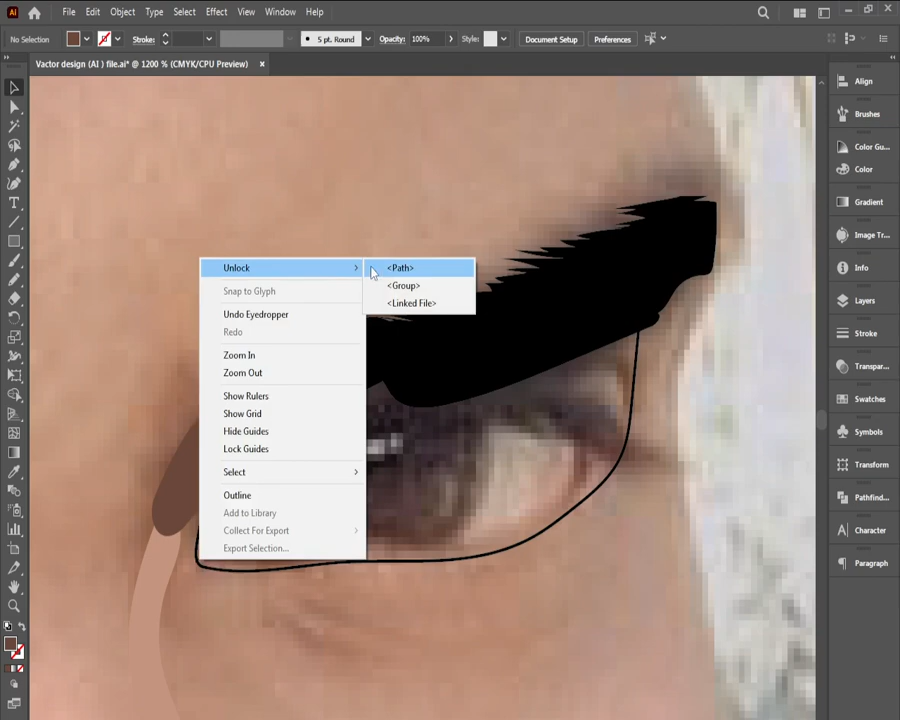 Ai File Edit Object Type Select Effect View Window Help
No Selection Stroke: 5 pt. Round Opacity: 100% Style: Document Setup Preferences
Vactor design (AI ) file.ai* @ 1200 % (CMYK/CPU Preview) ×
Align
Brushes
Color Gu...
Color
Gradient
Image Tr...
Info
Layers
Stroke
Transpar...
Swatches
Symbols
Transform
Pathfind...
Character
Paragraph
Unlock
<Path>
<Group>
<Linked File>
Snap to Glyph
Undo Eyedropper
Redo
Zoom In
Zoom Out
Show Rulers
Show Grid
Hide Guides
Lock Guides
Select
Outline
Add to Library
Collect For Export
Export Selection...